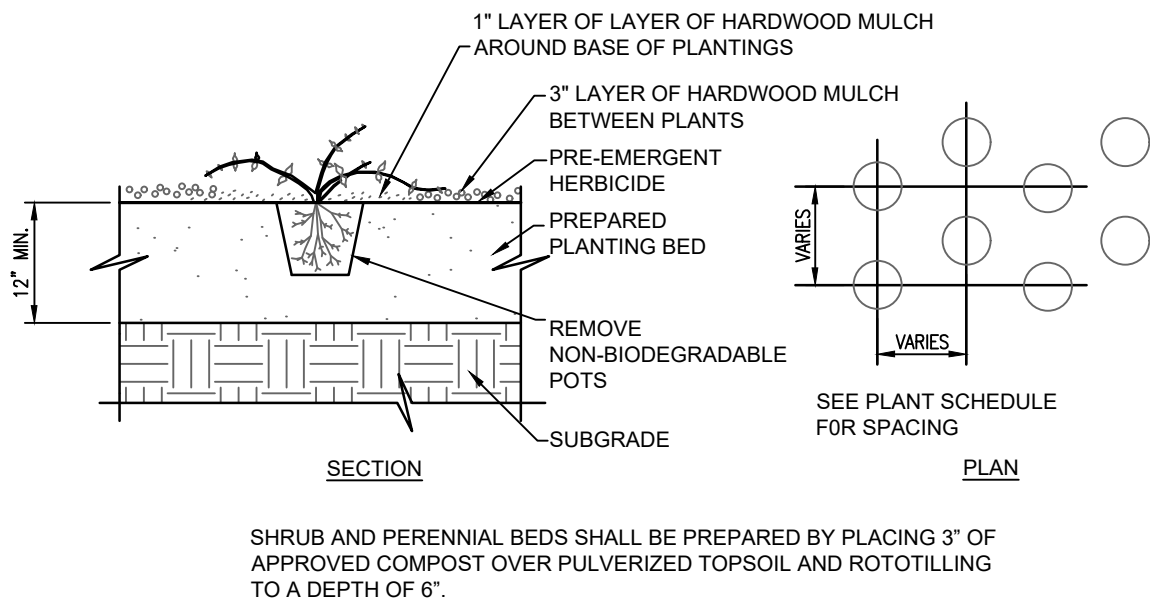 1" LAYER OF LAYER OF HARDWOOD MULCH
AROUND BASE OF PLANTINGS
3" LAYER OF HARDWOOD MULCH
BETWEEN PLANTS
PRE-EMERGENT
HERBICIDE
PREPARED
PLANTING BED
12" MIN.
REMOVE
NON-BIODEGRADABLE
POTS
SUBGRADE
SECTION
VARIES
VARIES
SEE PLANT SCHEDULE
F0R SPACING
PLAN
SHRUB AND PERENNIAL BEDS SHALL BE PREPARED BY PLACING 3” OF
APPROVED COMPOST OVER PULVERIZED TOPSOIL AND ROTOTILLING
TO A DEPTH OF 6”.